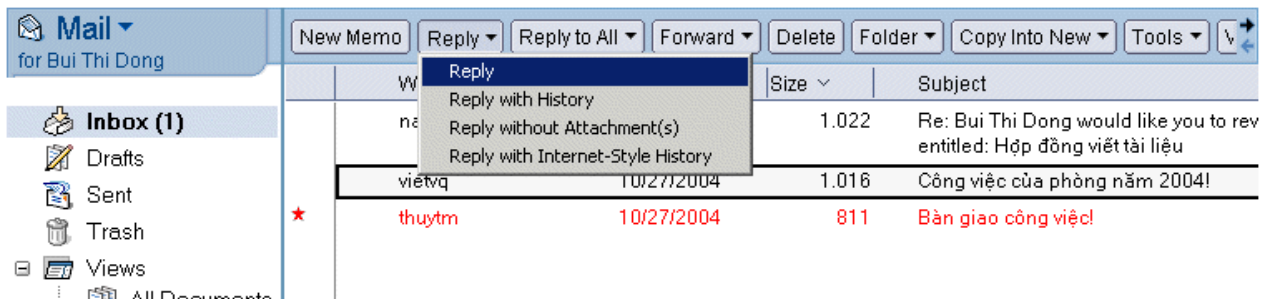 Mail
for Bui Thi Dong
New Memo Reply Reply to All Forward Delete Folder Copy Into New Tools
Reply
Reply with History
Reply without Attachment(s)
Reply with Internet-Style History
Size Subject
1.022 Re: Bui Thi Dong would like you to rev
entitled: Hợp đồng viết tài liệu
vietvq 10/27/2004 1.016 Công việc của phòng năm 2004!
thuytm 10/27/2004 811 Bàn giao công việc!
Inbox (1)
Drafts
Sent
Trash
Views
All Documents